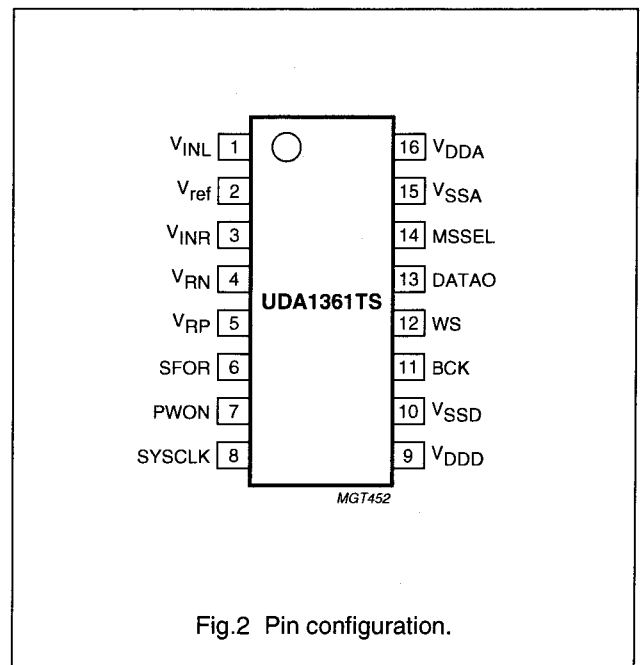 VINL 1 16 VDDA
Vref 2 15 VSSA
VINR 3 14 MSSEL
VRN 4 13 DATAO
UDA1361TS
VRP 5 12 WS
SFOR 6 11 BCK
PWON 7 10 VSSD
SYSCLK 8 9 VDDD
MGT452
Fig.2 Pin configuration.